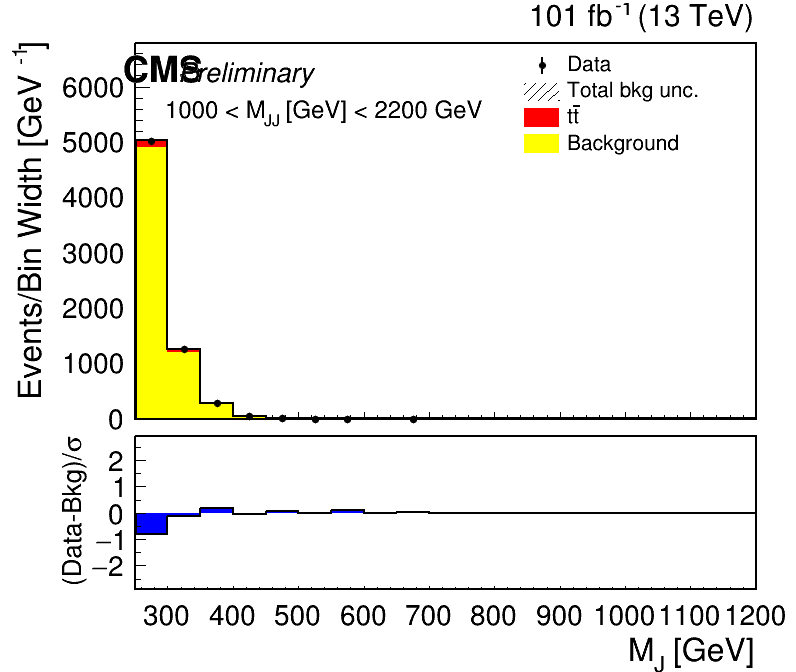 101 fb⁻¹ (13 TeV)
CMS Preliminary
1000 < M_JJ [GeV] < 2200 GeV
Data
Total bkg unc.
tt̄
Background
Events/Bin Width [GeV⁻¹]
6000
5000
4000
3000
2000
1000
0
(Data-Bkg)/σ
2
1
0
−1
−2
300 400 500 600 700 800 900 1000 1100 1200
M_J [GeV]